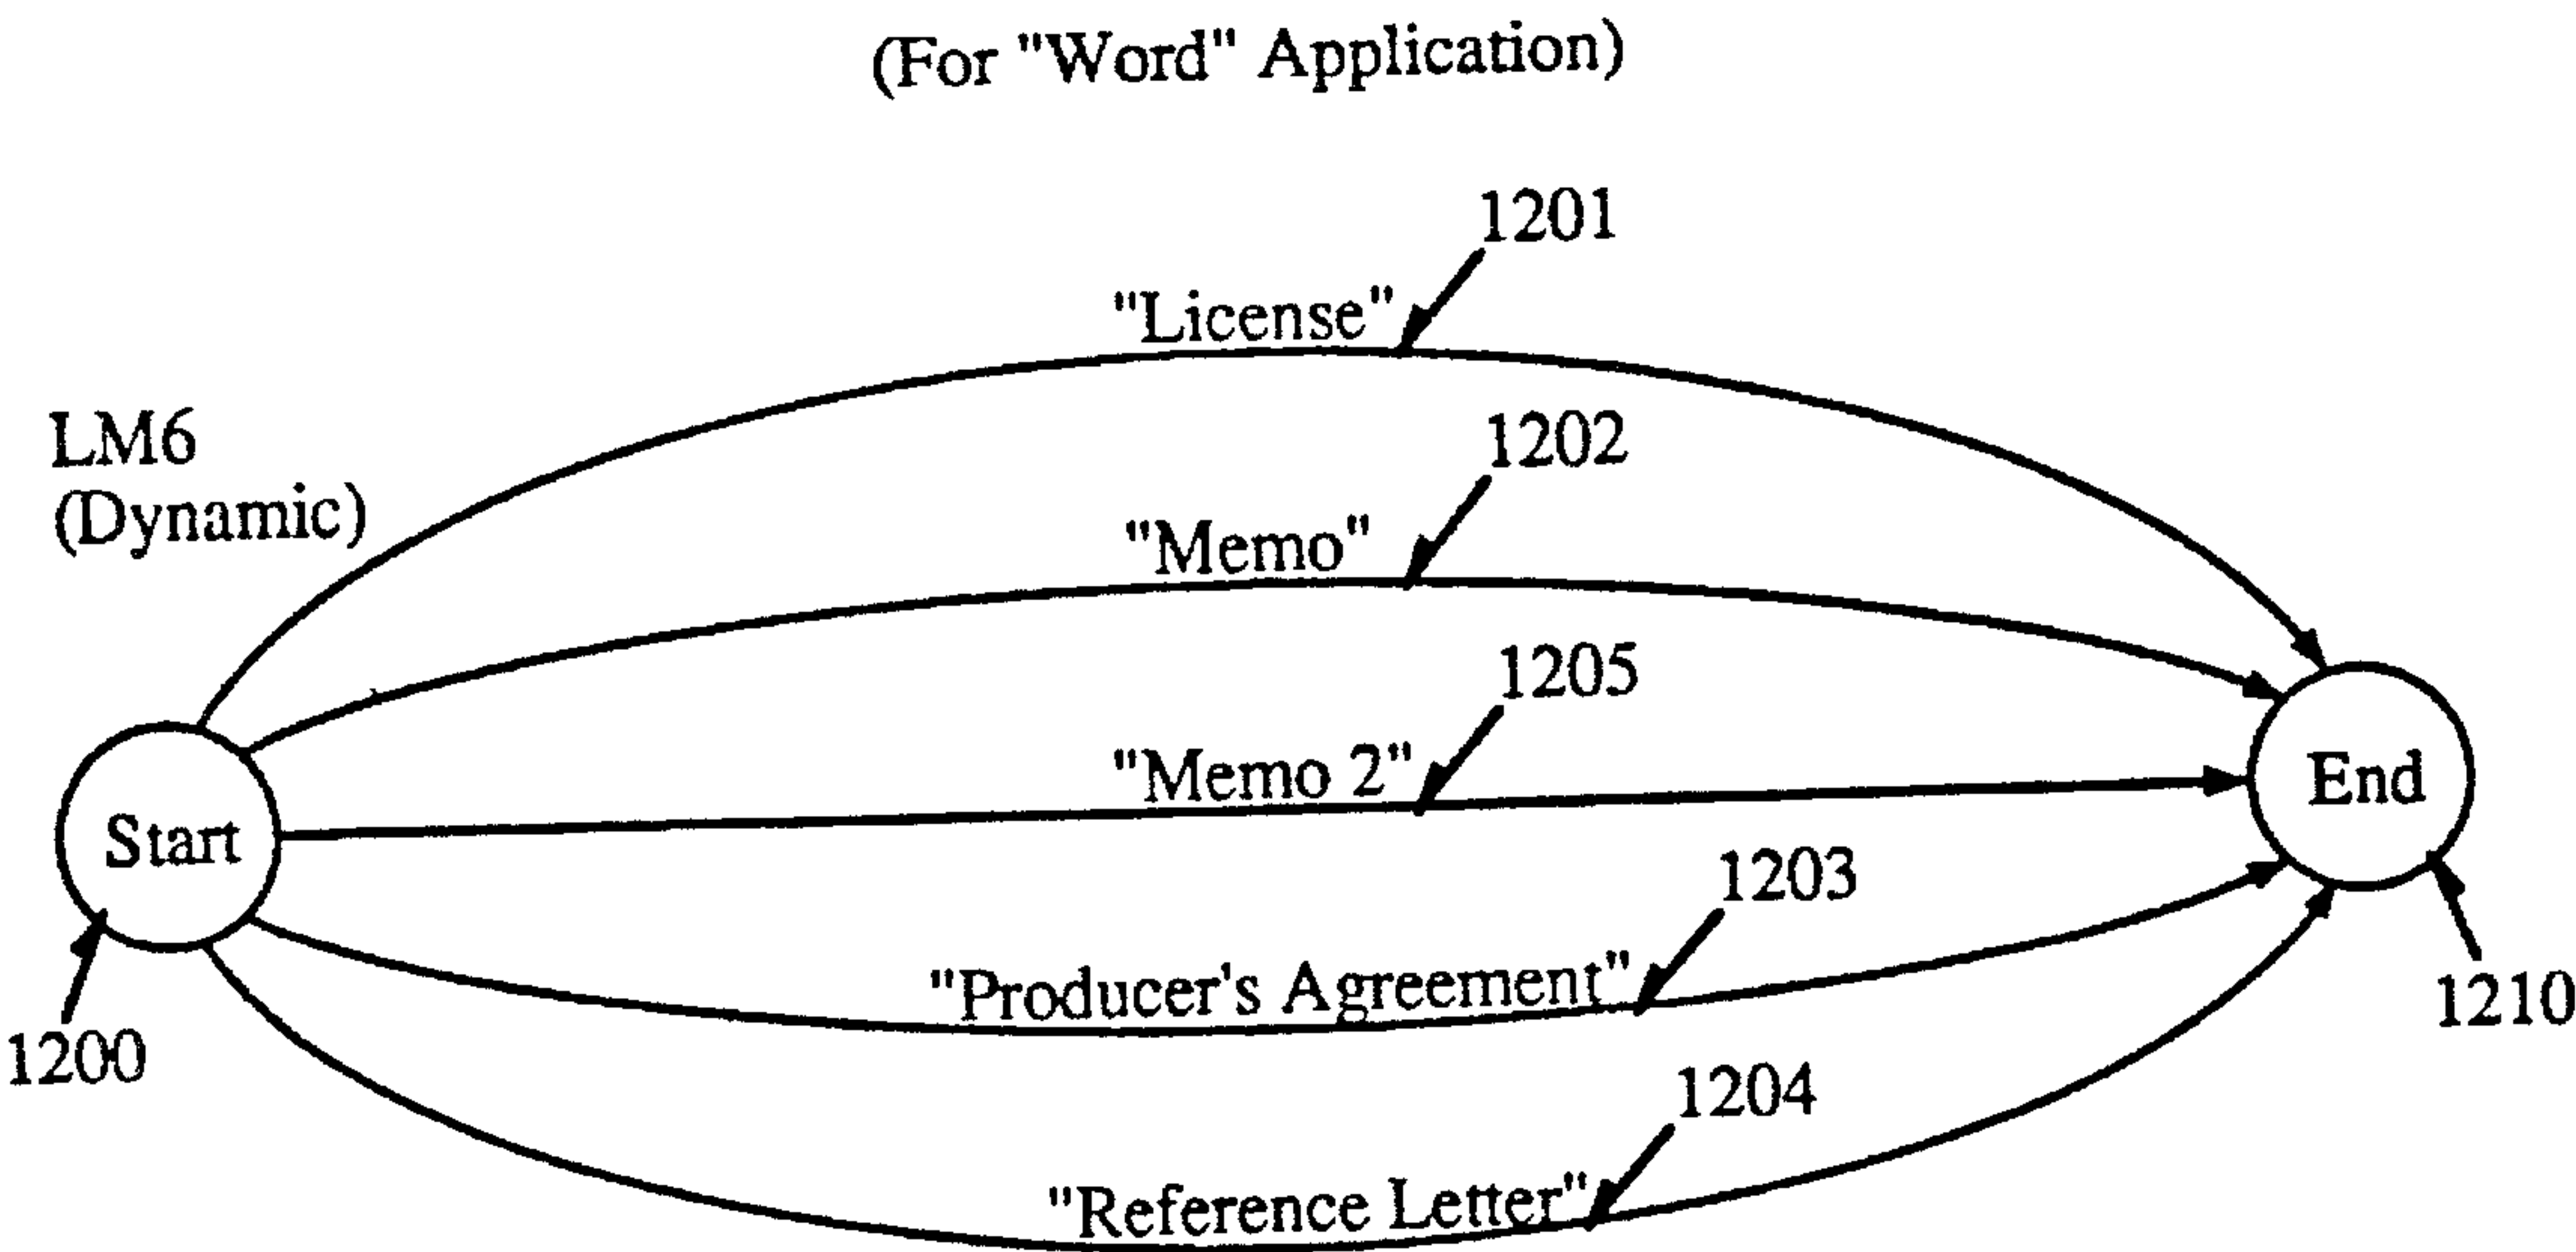 (For "Word" Application)
1201
"License"
LM6
(Dynamic)
1202
"Memo"
1205
"Memo 2"
Start
End
1203
"Producer's Agreement"
1200
1210
1204
"Reference Letter"